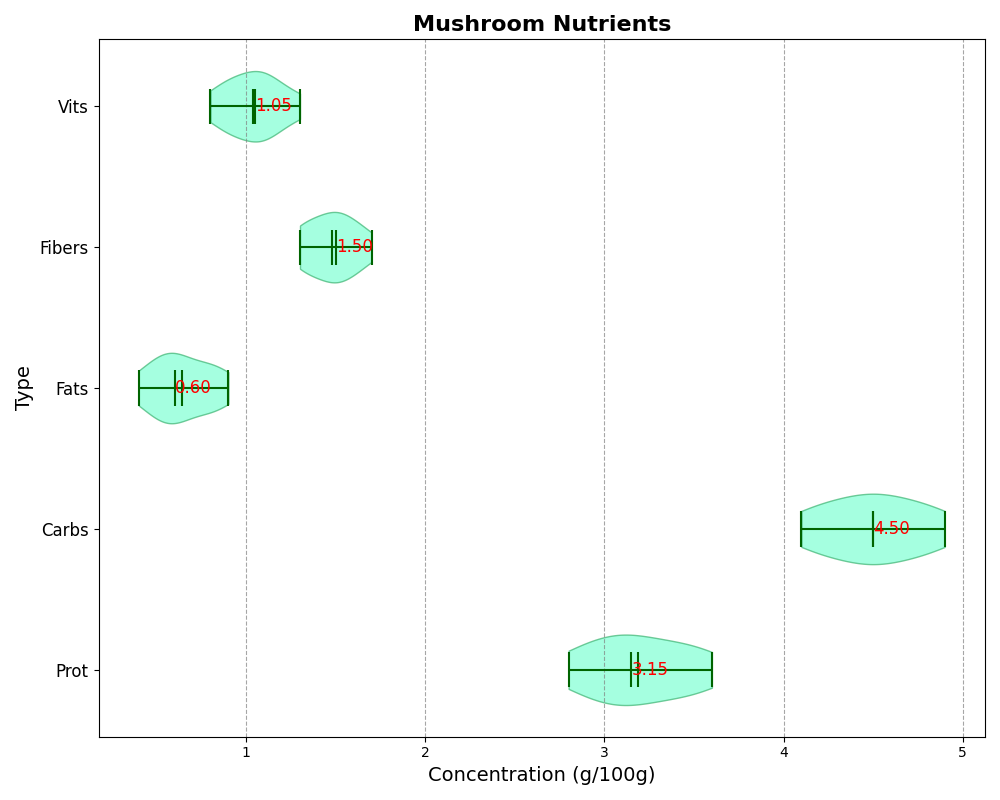 Mushroom Nutrients
Type
Vits
1.05
Fibers
1.50
Fats
0.60
Carbs
4.50
Prot
3.15
1 2 3 4 5
Concentration (g/100g)